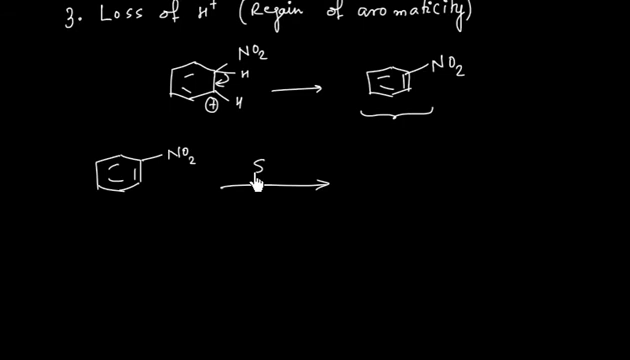 3. Loss of H⁺ (Regain of aromaticity)
NO₂
H
NO₂
⊕ H
NO₂
S